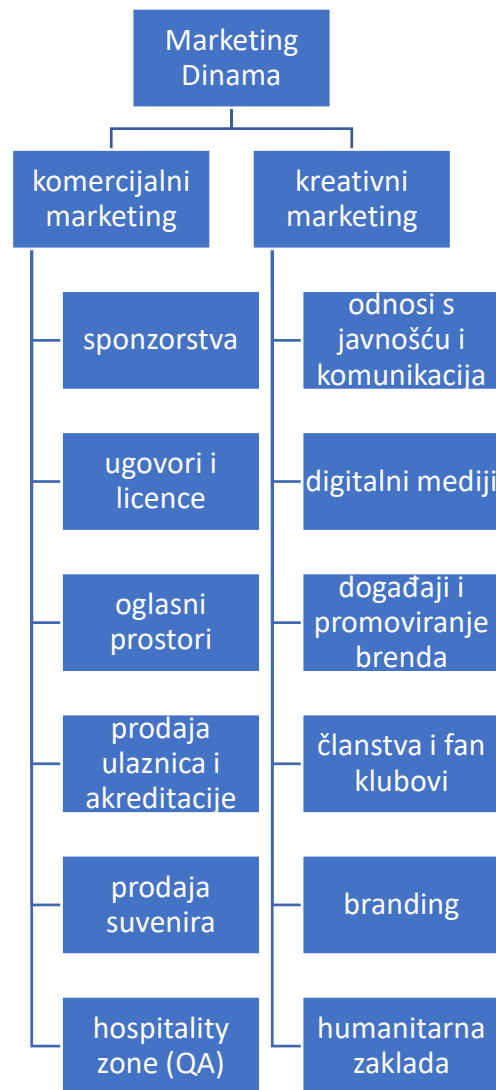 Marketing
Dinama
komercijalni
marketing
kreativni
marketing
sponzorstva
ugovori i
licence
oglasni
prostori
prodaja
ulaznica i
akreditacije
prodaja
suvenira
hospitality
zone (QA)
odnosi s
javnošću i
komunikacija
digitalni mediji
događaji i
promoviranje
brenda
članstva i fan
klubovi
branding
humanitarna
zaklada